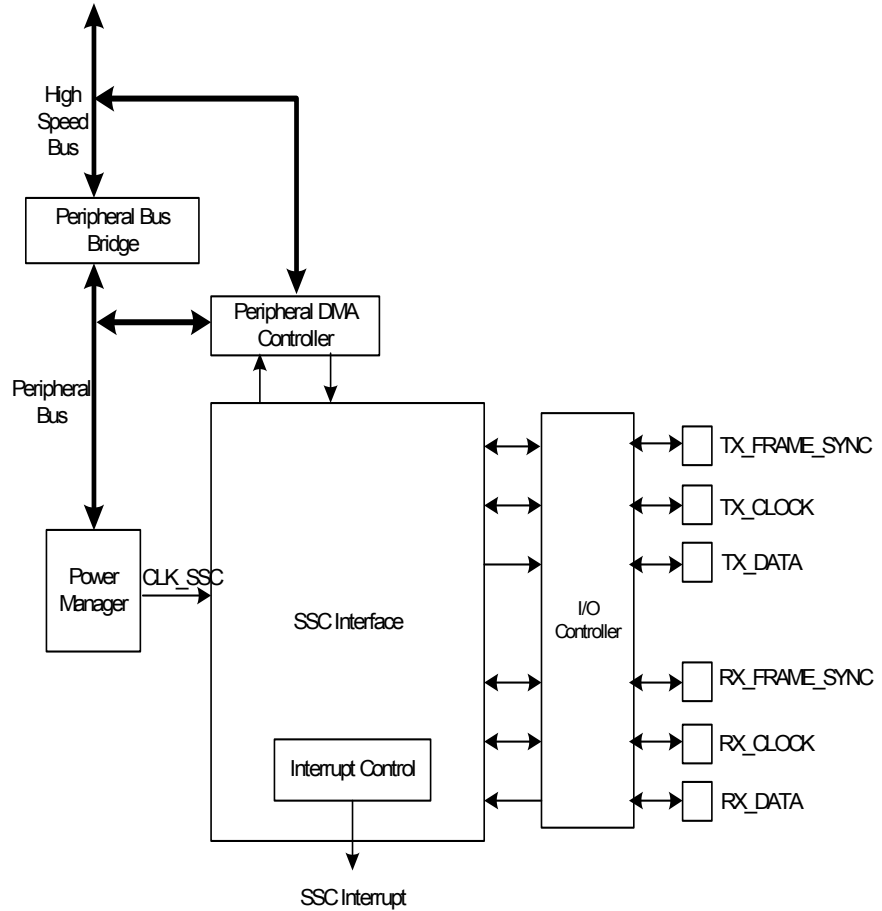 High
Speed
Bus
Peripheral Bus
Bridge
Peripheral DMA
Controller
Peripheral
Bus
TX_FRAME_SYNC
TX_CLOCK
Power
Manager
CLK_SSC
TX_DATA
SSC Interface
I/O
Controller
RX_FRAME_SYNC
RX_CLOCK
Interrupt Control
RX_DATA
SSC Interrupt